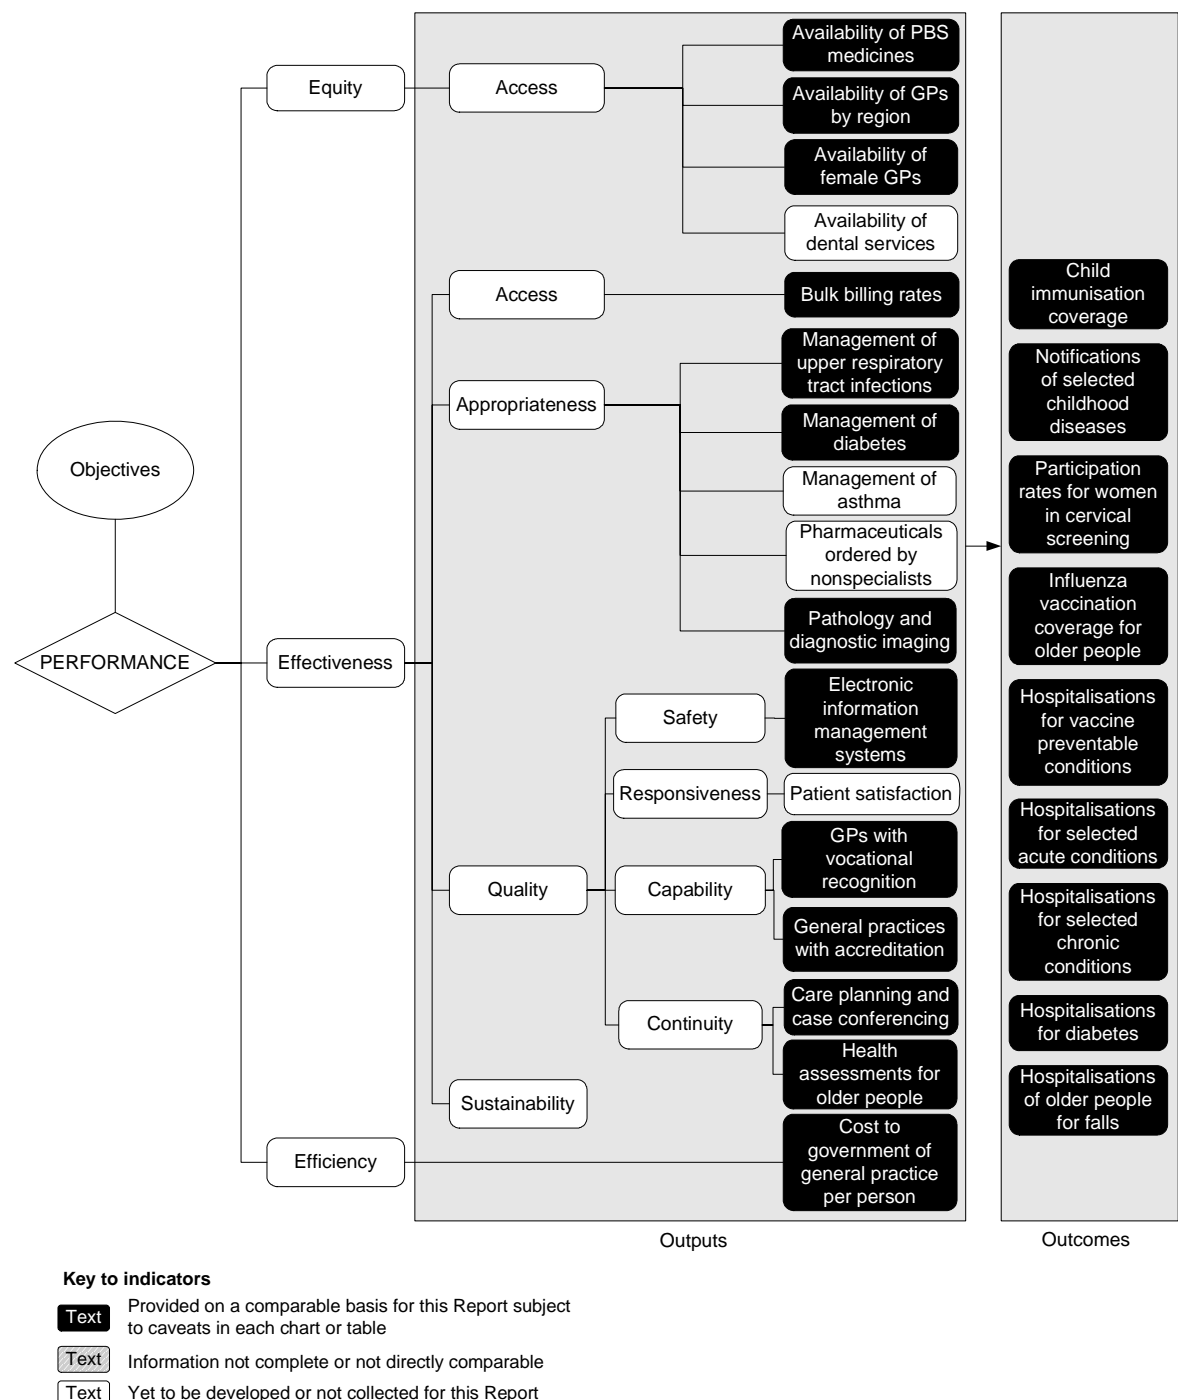 Objectives
PERFORMANCE
Equity
Effectiveness
Efficiency
Access
Access
Appropriateness
Quality
Sustainability
Safety
Responsiveness
Capability
Continuity
Availability of PBS
medicines
Availability of GPs
by region
Availability of
female GPs
Availability of
dental services
Bulk billing rates
Management of
upper respiratory
tract infections
Management of
diabetes
Management of
asthma
Pharmaceuticals
ordered by
nonspecialists
Pathology and
diagnostic imaging
Electronic
information
management
systems
Patient satisfaction
GPs with
vocational
recognition
General practices
with accreditation
Care planning and
case conferencing
Health
assessments for
older people
Cost to
government of
general practice
per person
Outputs
Child
immunisation
coverage
Notifications
of selected
childhood
diseases
Participation
rates for women
in cervical
screening
Influenza
vaccination
coverage for
older people
Hospitalisations
for vaccine
preventable
conditions
Hospitalisations
for selected
acute conditions
Hospitalisations
for selected
chronic
conditions
Hospitalisations
for diabetes
Hospitalisations
of older people
for falls
Outcomes
Key to indicators
Text Provided on a comparable basis for this Report subject
to caveats in each chart or table
Text Information not complete or not directly comparable
Text Yet to be developed or not collected for this Report